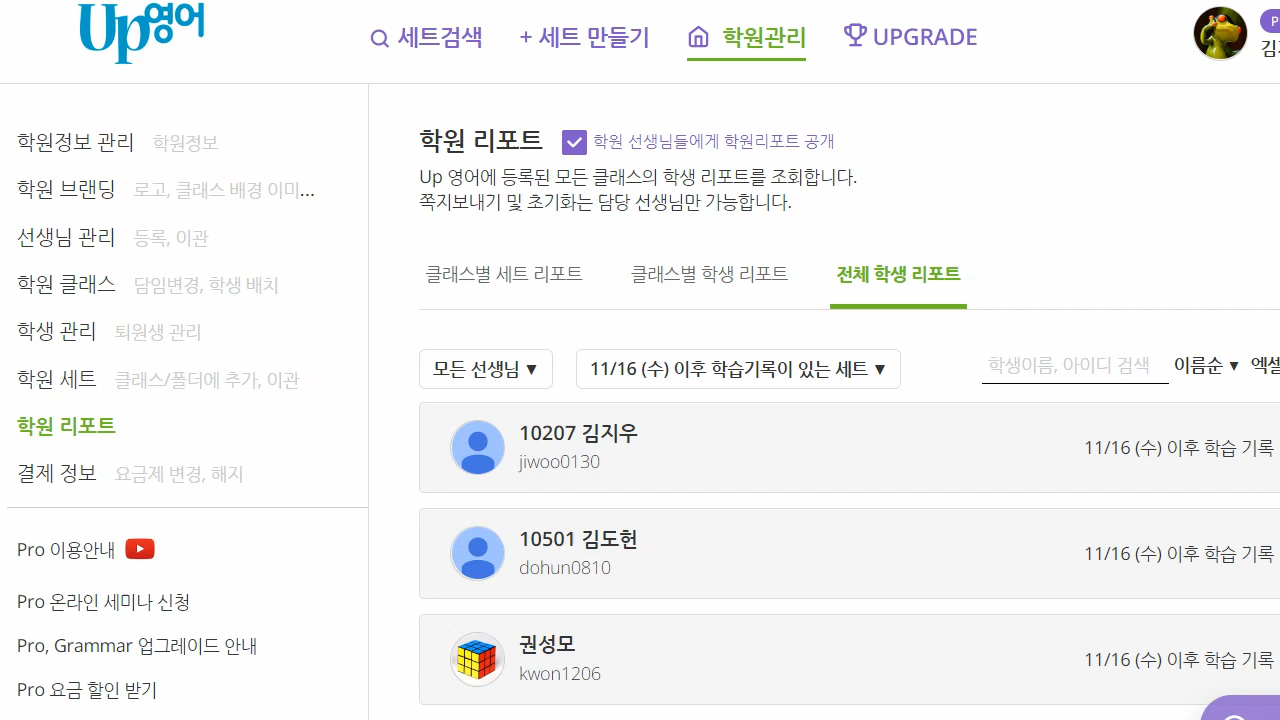 Up영어
세트검색
+ 세트 만들기
학원관리
UPGRADE
학원정보 관리 학원정보
학원 브랜딩 로고, 클래스 배경 이미...
선생님 관리 등록, 이관
학원 클래스 담임변경, 학생 배치
학생 관리 퇴원생 관리
학원 세트 클래스/폴더에 추가, 이관
학원 리포트
결제 정보 요금제 변경, 해지
Pro 이용안내
Pro 온라인 세미나 신청
Pro, Grammar 업그레이드 안내
Pro 요금 할인 받기
학원 리포트 학원 선생님들에게 학원리포트 공개
Up 영어에 등록된 모든 클래스의 학생 리포트를 조회합니다.
쪽지보내기 및 초기화는 담당 선생님만 가능합니다.
클래스별 세트 리포트 클래스별 학생 리포트 전체 학생 리포트
모든 선생님 ▼ 11/16 (수) 이후 학습기록이 있는 세트 ▼ 학생이름, 아이디 검색 이름순 ▼ 엑셀
10207 김지우
jiwoo0130
11/16 (수) 이후 학습 기록
10501 김도헌
dohun0810
11/16 (수) 이후 학습 기록
권성모
kwon1206
11/16 (수) 이후 학습 기록